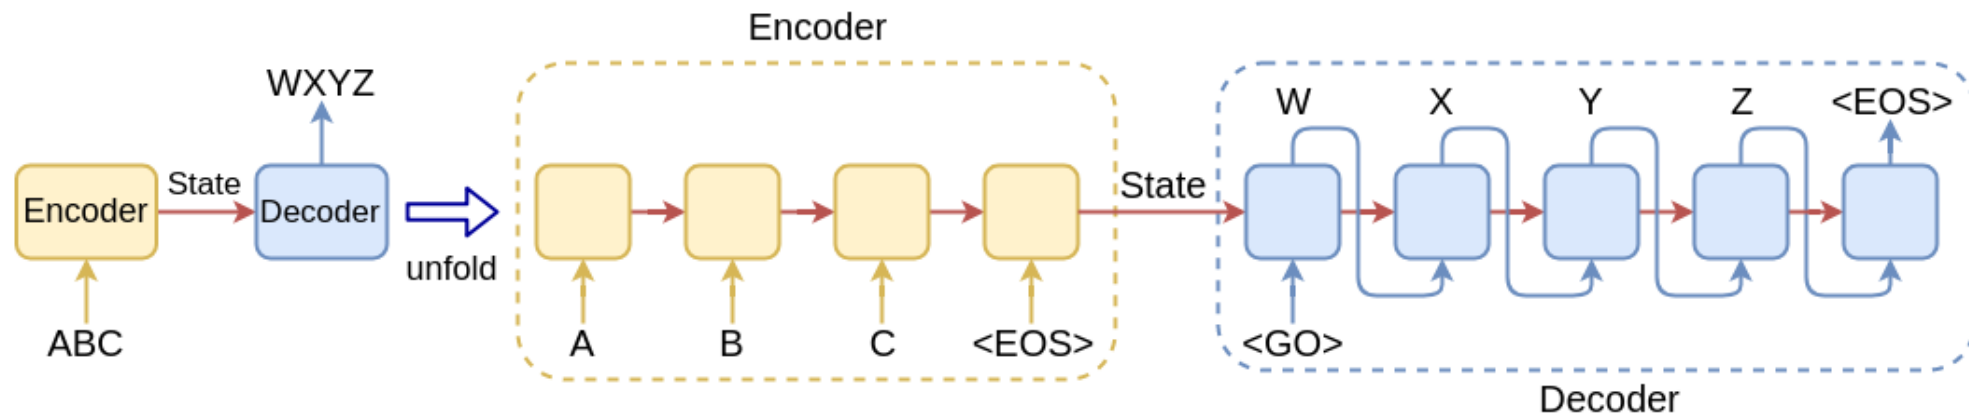 WXYZ
Encoder
State
Decoder
ABC
unfold
Encoder
A B C <EOS>
State
W X Y Z <EOS>
<GO>
Decoder